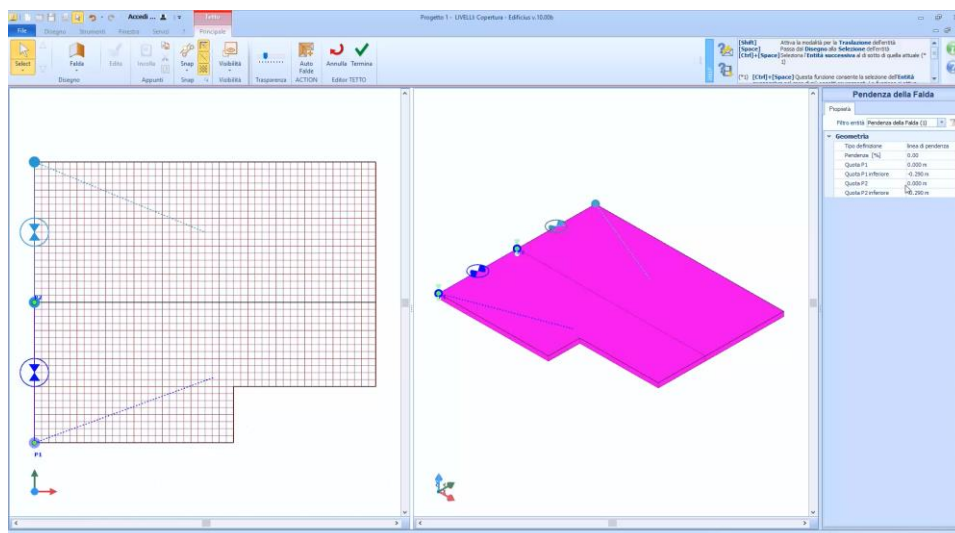 Accedi ...
Tetto
Progetto 1 - LIVELLI: Copertura - Edificius v.10.00b
File
Disegno
Strumenti
Finestra
Servizi
?
Principale
Select
Falda
Edita
Incolla
Snap
Visibilità
Auto
Falde
Annulla
Termina
Disegno
Appunti
Snap
Visibilità
Trasparenza
ACTION
Editor TETTO
[Shift] Attiva la modalità per la Traslazione dell'entità
[Space] Passa dal Disegno alla Selezione dell'entità
[Ctrl]+[Space] Seleziona l'Entità successiva al di sotto di quella attuale (*
1)
(*1) [Ctrl]+[Space] Questa funzione consente la selezione dell'Entità
Pendenza della Falda
Proprietà
Filtro entità Pendenza della Falda (1)
Geometria
Tipo definizione linea di pendenza
Pendenza [%] 0.00
Quota P1 0.000 m
Quota P1 inferiore -0.290 m
Quota P2 0.000 m
Quota P2 inferiore -0.290 m
P2
P1